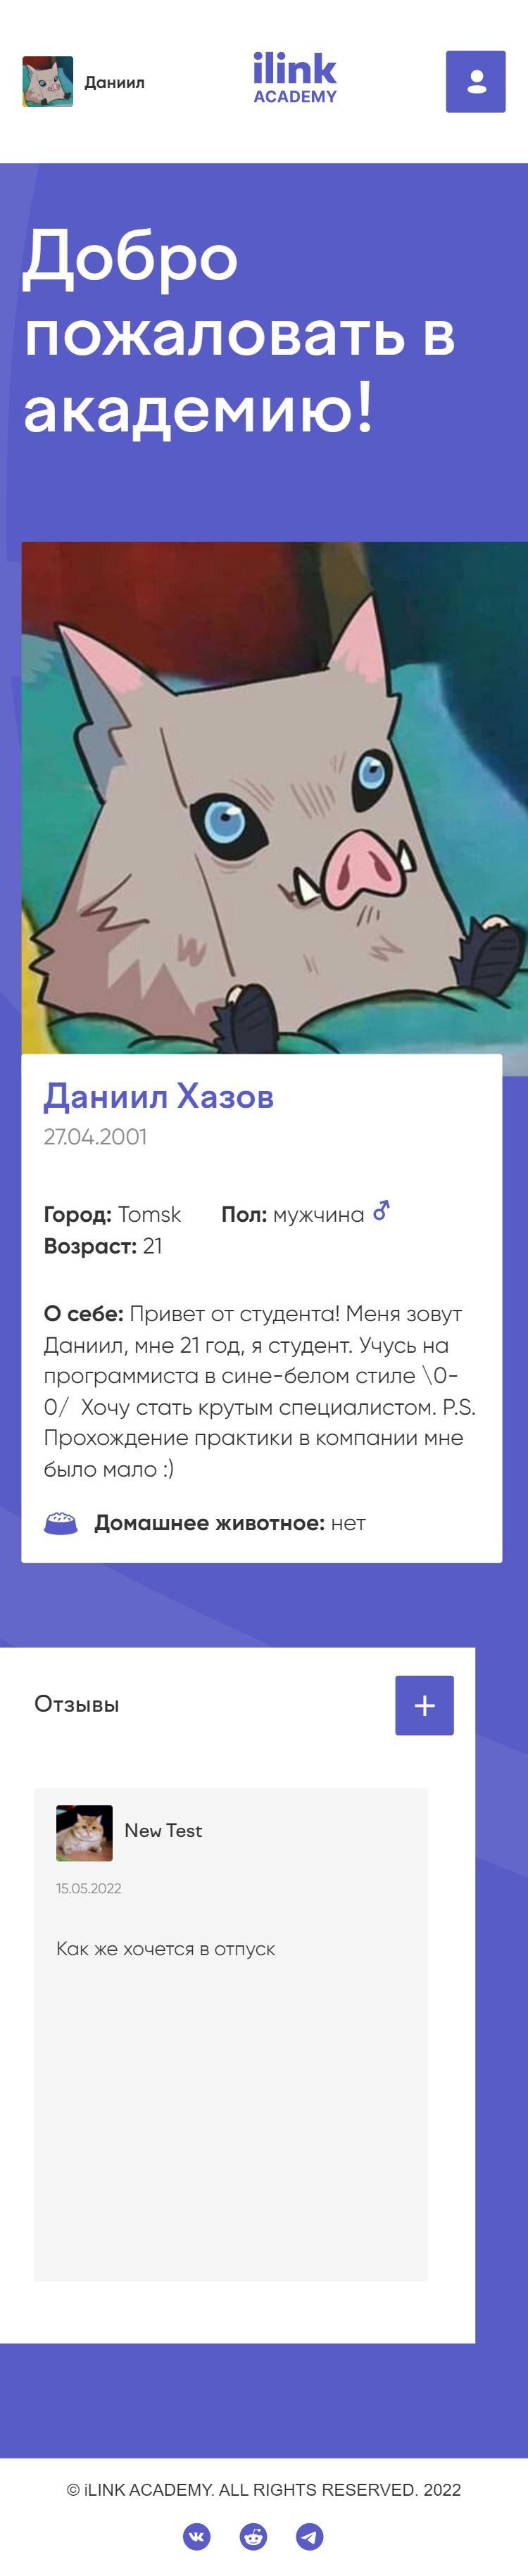 Даниил
ilink
ACADEMY
Добро
пожаловать в
академию!
Даниил Хазов
27.04.2001
Город: Tomsk Пол: мужчина
Возраст: 21
О себе: Привет от студента! Меня зовут
Даниил, мне 21 год, я студент. Учусь на
программиста в сине-белом стиле \0-
0/ Хочу стать крутым специалистом. P.S.
Прохождение практики в компании мне
было мало :)
Домашнее животное: нет
Отзывы
New Test
15.05.2022
Как же хочется в отпуск
© iLINK ACADEMY. ALL RIGHTS RESERVED. 2022